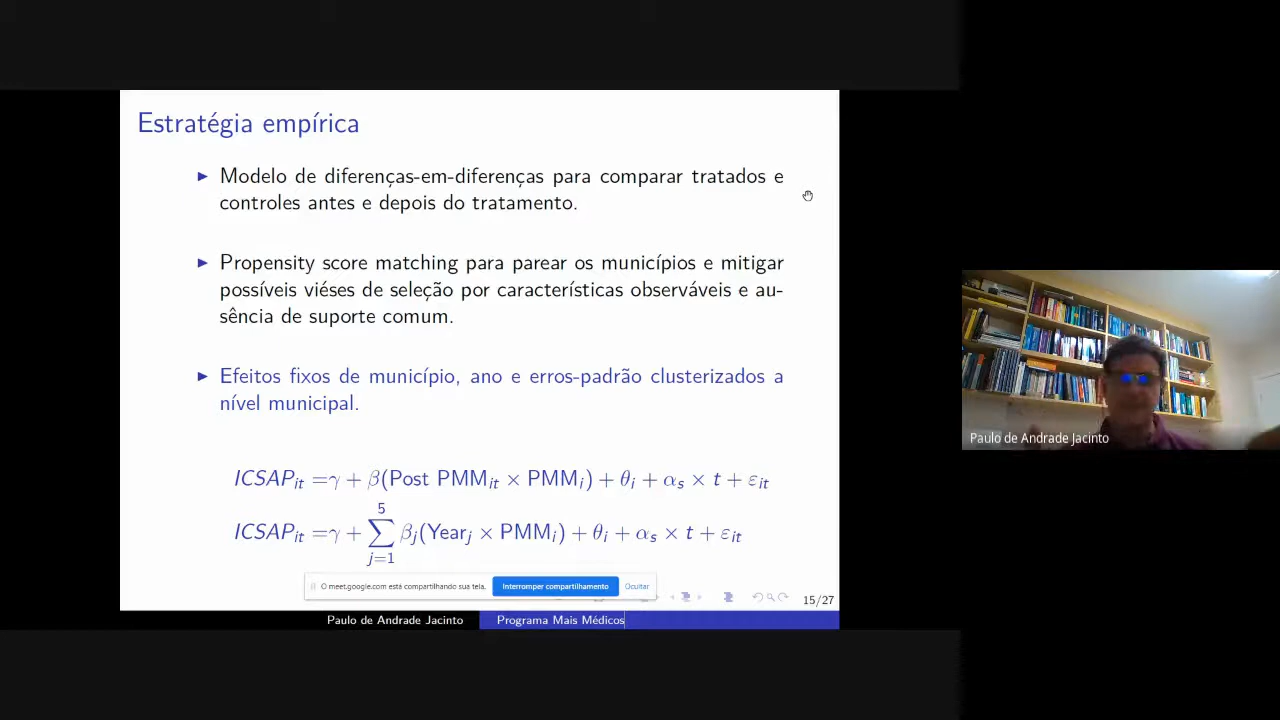 Estratégia empírica
Modelo de diferenças-em-diferenças para comparar tratados e
controles antes e depois do tratamento.
Propensity score matching para parear os municípios e mitigar
possíveis viéses de seleção por características observáveis e au-
sência de suporte comum.
Efeitos fixos de município, ano e erros-padrão clusterizados a
nível municipal.
ICSAP_it =γ + β(Post PMM_it × PMM_i) + θ_i + α_s × t + ε_it
ICSAP_it =γ + ∑_{j=1}^{5} β_j(Year_j × PMM_i) + θ_i + α_s × t + ε_it
O meet.google.com está compartilhando sua tela. Interromper compartilhamento Ocultar
15/27
Paulo de Andrade Jacinto Programa Mais Médicos
Paulo de Andrade Jacinto